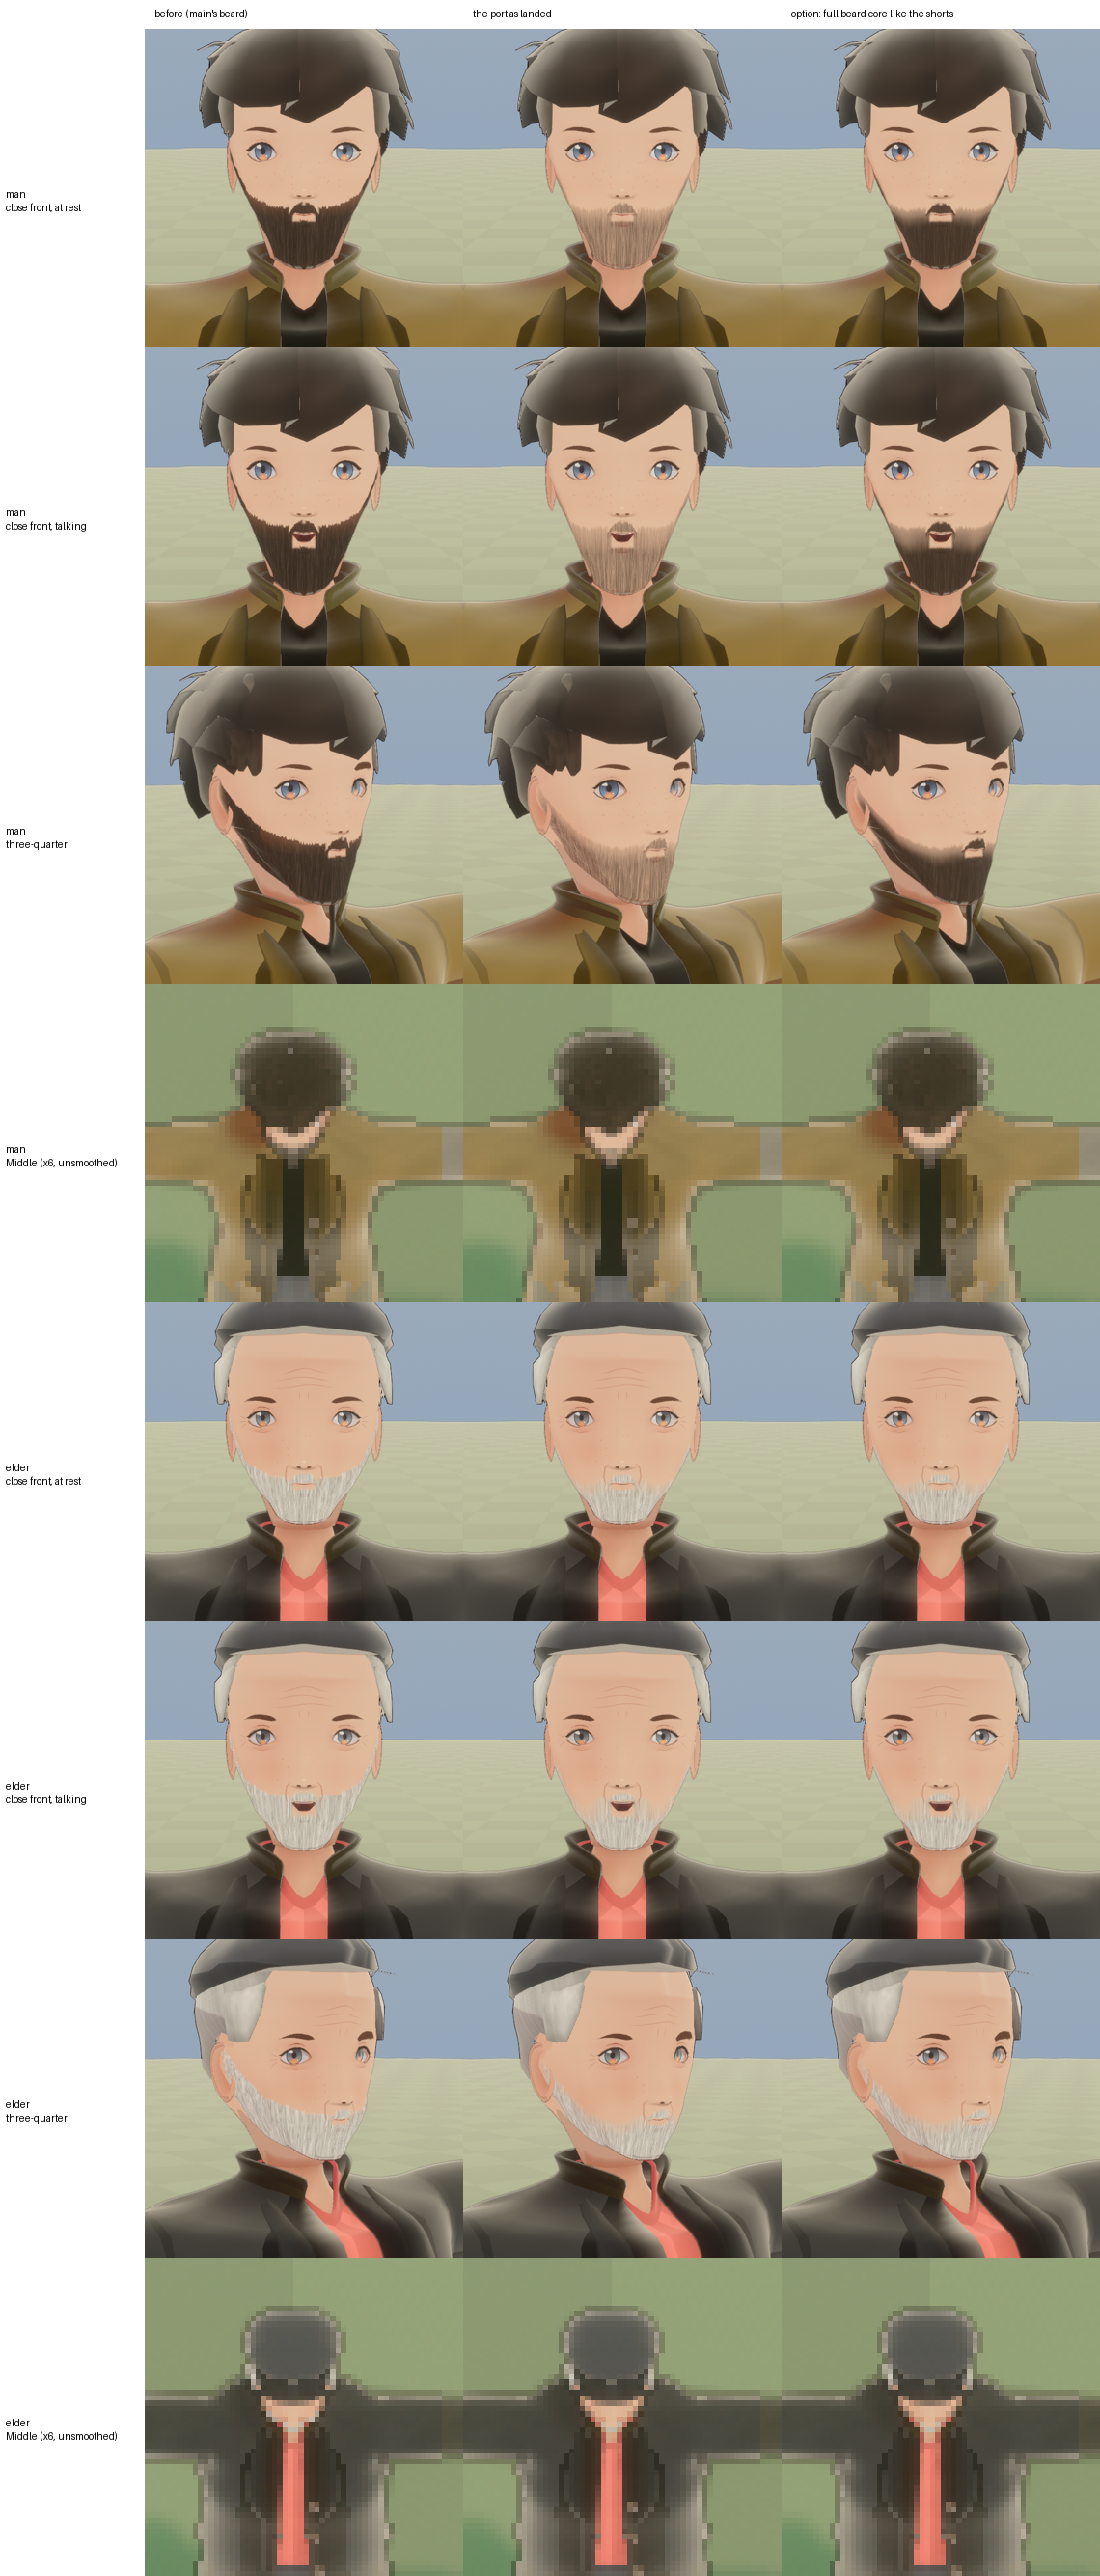 before (main's beard)
the port as landed
option: full beard core like the short's
man
close front, at rest
man
close front, talking
man
three-quarter
man
Middle (x6, unsmoothed)
elder
close front, at rest
elder
close front, talking
elder
three-quarter
elder
Middle (x6, unsmoothed)